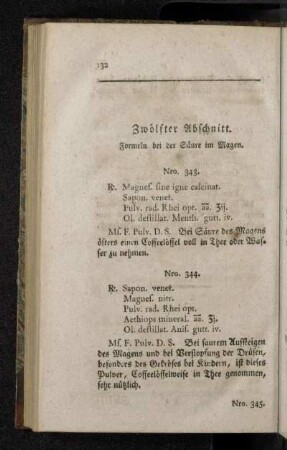 132
Zwölfter Abschnitt.
Formeln bei der Säure im Magen.
Nro. 343.
℞. Magnes. sine igne calcinat.
Sapon. venet.
Pulv. rad. Rhei opt. a͞a. ʒij.
Ol. destillat. Menth. gutt. iv.
Ms. F. Pulv. D. S. Bei Säure des Magens
öfters einen Coffeelöffel voll in Thee oder Was-
ser zu nehmen.
Nro. 344.
℞. Sapon. venet.
Magnes. nitr.
Pulv. rad. Rhei opt.
Aethiops mineral. a͞a. ʒj.
Ol. destillat. Anis. gutt. iv.
Ms. F. Pulv. D. S. Bei saurem Aufsteigen
des Magens und bei Verstopfung der Drüsen,
besonders des Gekröses bei Kindern, ist dieses
Pulver, Coffeelöffelweise in Thee genommen,
sehr nützlich.
Nro. 345.